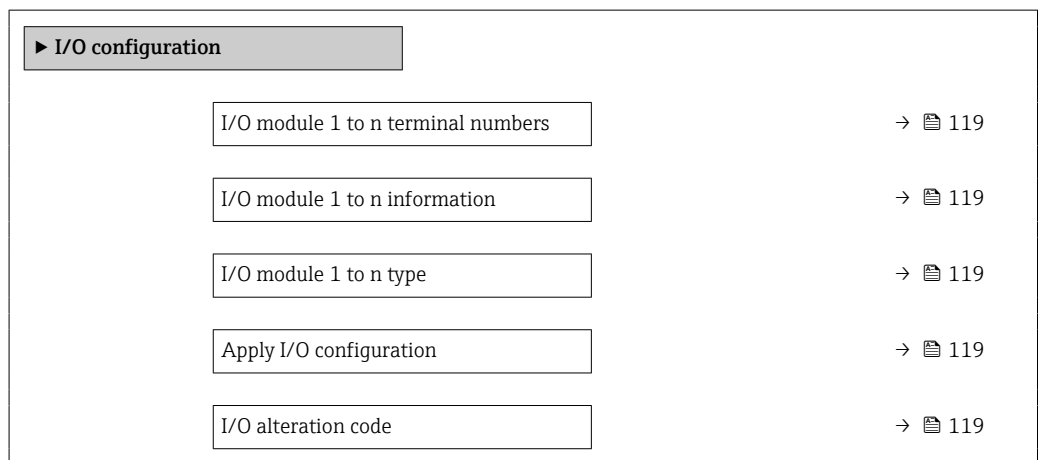 ▶ I/O configuration
I/O module 1 to n terminal numbers → 119
I/O module 1 to n information → 119
I/O module 1 to n type → 119
Apply I/O configuration → 119
I/O alteration code → 119